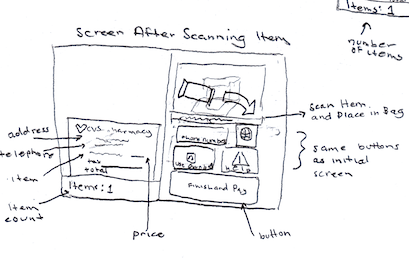 Items: 1
number
of items
Screen After Scanning Item
Scan Item
and Place in Bag
address
telephone
item
Item
count
CVS pharmacy
tax
total
Items: 1
price
phone number
help
Finish and Pay
same buttons
as initial
screen
button